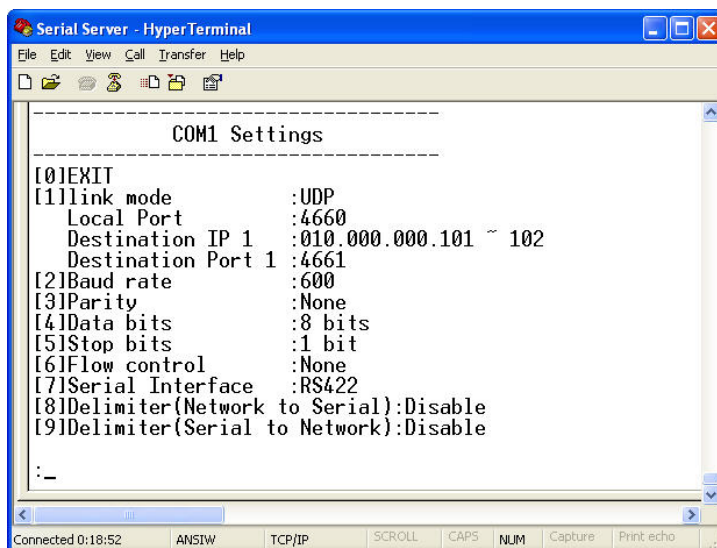 Serial Server - HyperTerminal
File Edit View Call Transfer Help
COM1 Settings
[0]EXIT
[1]link mode :UDP
Local Port :4660
Destination IP 1 :010.000.000.101 ~ 102
Destination Port 1 :4661
[2]Baud rate :600
[3]Parity :None
[4]Data bits :8 bits
[5]Stop bits :1 bit
[6]Flow control :None
[7]Serial Interface :RS422
[8]Delimiter(Network to Serial):Disable
[9]Delimiter(Serial to Network):Disable
:_
Connected 0:18:52 ANSIW TCP/IP SCROLL CAPS NUM Capture Print echo